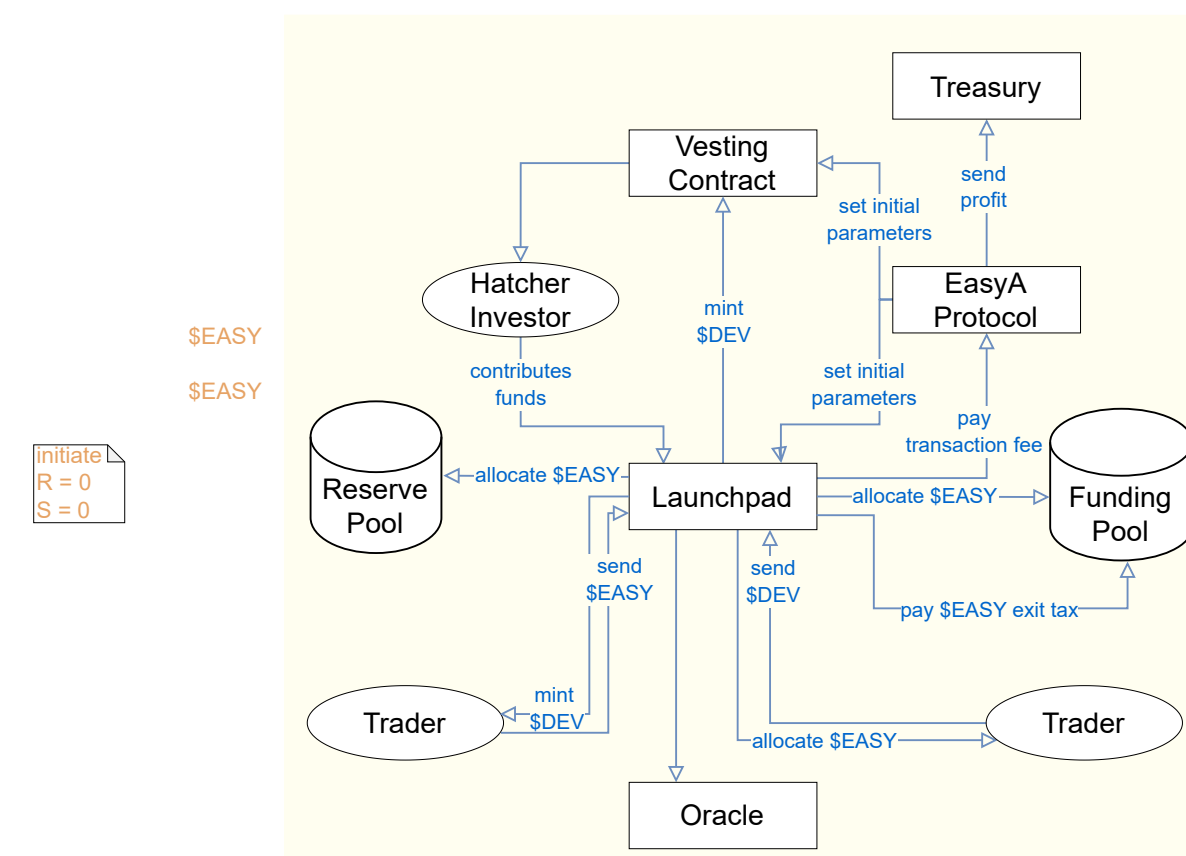 Treasury
Vesting
Contract
send
profit
set initial
parameters
Hatcher
Investor
EasyA
Protocol
mint
$DEV
$EASY
$EASY
contributes
funds
set initial
parameters
pay
transaction fee
initiate
R = 0
S = 0
Reserve
Pool
allocate $EASY
Launchpad
allocate $EASY
Funding
Pool
send
$EASY
send
$DEV
pay $EASY exit tax
mint
$DEV
Trader
Trader
allocate $EASY
Oracle